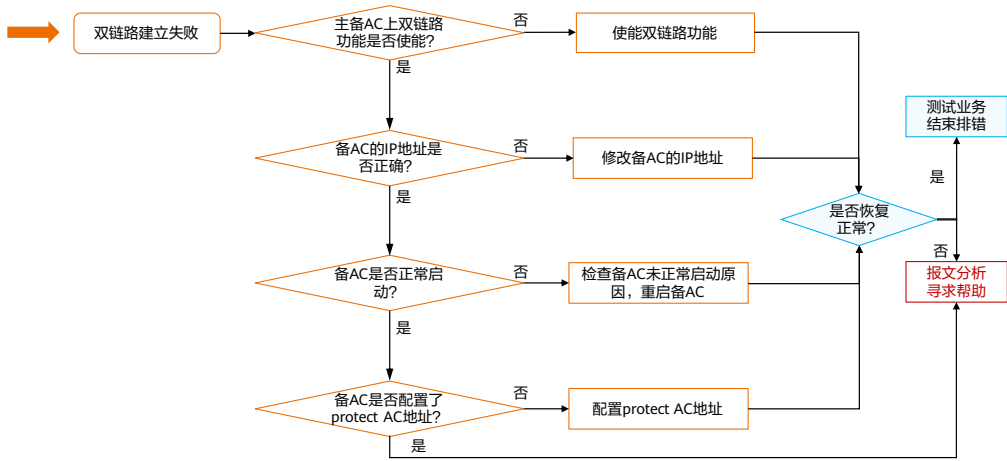 双链路建立失败
主备AC上双链路
功能是否使能?
否
使能双链路功能
是
测试业务
结束排错
备AC的IP地址是
否正确?
否
修改备AC的IP地址
是
是
是否恢复
正常?
否
备AC是否正常启
动?
否
检查备AC未正常启动原
因，重启备AC
报文分析
寻求帮助
是
备AC是否配置了
protect AC地址?
否
配置protect AC地址
是